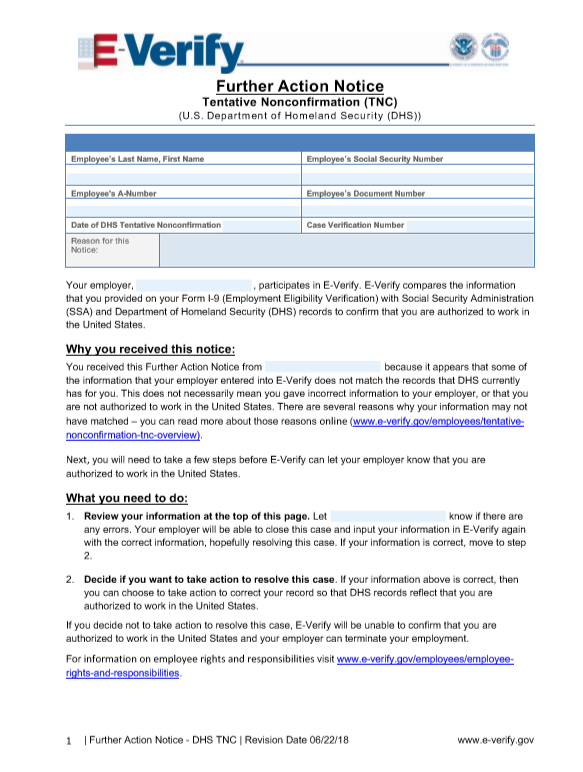 E-Verify
Further Action Notice
Tentative Nonconfirmation (TNC)
(U.S. Department of Homeland Security (DHS))
Employee's Last Name, First Name
Employee's Social Security Number
Employee's A-Number
Employee's Document Number
Date of DHS Tentative Nonconfirmation
Case Verification Number
Reason for this
Notice:
Your employer, , participates in E-Verify. E-Verify compares the information
that you provided on your Form I-9 (Employment Eligibility Verification) with Social Security Administration
(SSA) and Department of Homeland Security (DHS) records to confirm that you are authorized to work in
the United States.
Why you received this notice:
You received this Further Action Notice from because it appears that some of
the information that your employer entered into E-Verify does not match the records that DHS currently
has for you. This does not necessarily mean you gave incorrect information to your employer, or that you
are not authorized to work in the United States. There are several reasons why your information may not
have matched – you can read more about those reasons online (www.e-verify.gov/employees/tentative-
nonconfirmation-tnc-overview).
Next, you will need to take a few steps before E-Verify can let your employer know that you are
authorized to work in the United States.
What you need to do:
1. Review your information at the top of this page. Let know if there are
any errors. Your employer will be able to close this case and input your information in E-Verify again
with the correct information, hopefully resolving this case. If your information is correct, move to step
2.
2. Decide if you want to take action to resolve this case. If your information above is correct, then
you can choose to take action to correct your record so that DHS records reflect that you are
authorized to work in the United States.
If you decide not to take action to resolve this case, E-Verify will be unable to confirm that you are
authorized to work in the United States and your employer can terminate your employment.
For information on employee rights and responsibilities visit www.e-verify.gov/employees/employee-
rights-and-responsibilities.
1 | Further Action Notice - DHS TNC | Revision Date 06/22/18 www.e-verify.gov